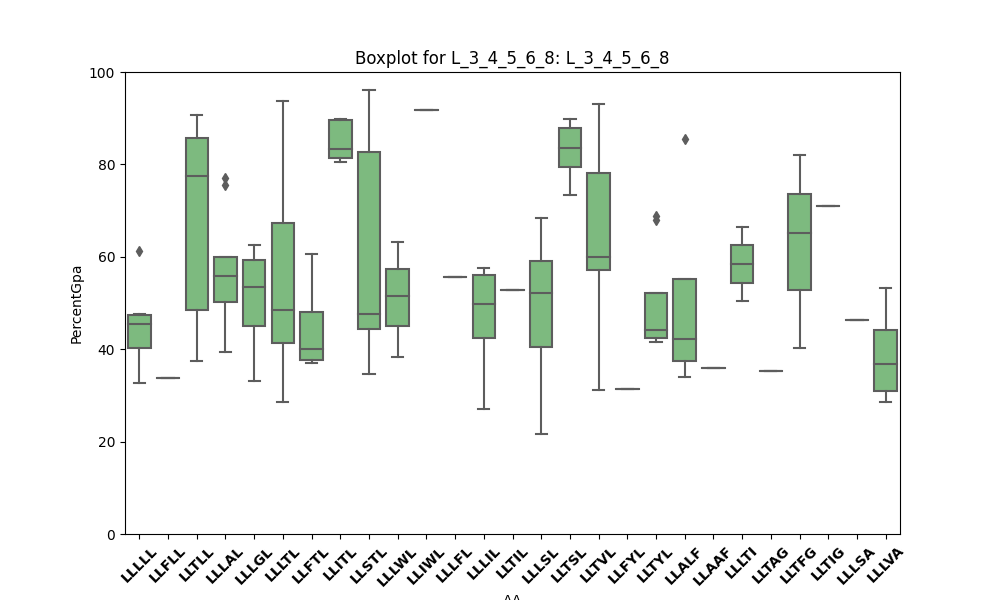 Boxplot for L_3_4_5_6_8: L_3_4_5_6_8
PercentGpa
100
80
60
40
20
0
LLLLL
LLFLL
LLTLL
LLLAL
LLLGL
LLLTL
LLFTL
LLITL
LLSTL
LLLWL
LLIWL
LLLFL
LLLIL
LLTIL
LLLSL
LLTSL
LLTVL
LLFYL
LLTYL
LLALF
LLAAF
LLLTI
LLTAG
LLTFG
LLTIG
LLLSA
LLLVA